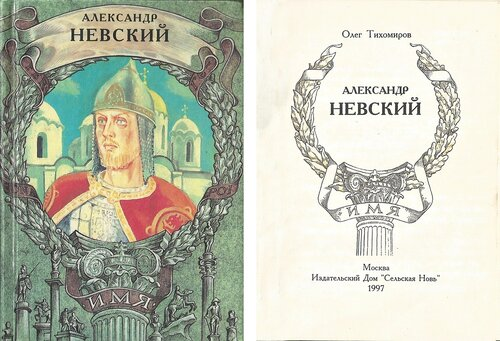 АЛЕКСАНДР
НЕВСКИЙ
ИМЯ
Олег Тихомиров
АЛЕКСАНДР
НЕВСКИЙ
ИМЯ
Москва
Издательский Дом "Сельская Новь"
1997